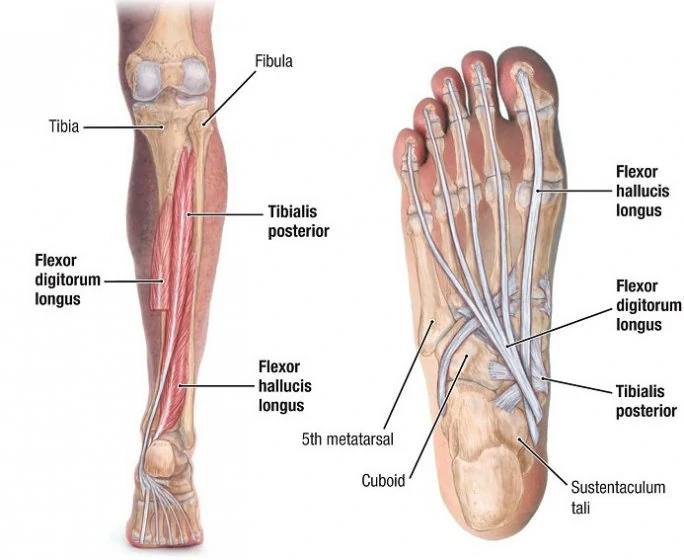 Fibula
Tibia
Tibialis
posterior
Flexor
digitorum
longus
Flexor
hallucis
longus
Flexor
hallucis
longus
Flexor
digitorum
longus
Tibialis
posterior
5th metatarsal
Cuboid
Sustentaculum
tali